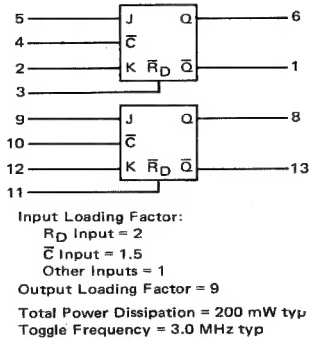 5 J Q 6
4 C̅
2 K R̅D Q̅ 1
3
9 J Q 8
10 C̅
12 K R̅D Q̅ 13
11
Input Loading Factor:
RD Input = 2
C̅ Input = 1.5
Other Inputs = 1
Output Loading Factor = 9
Total Power Dissipation = 200 mW typ
Toggle Frequency = 3.0 MHz typ